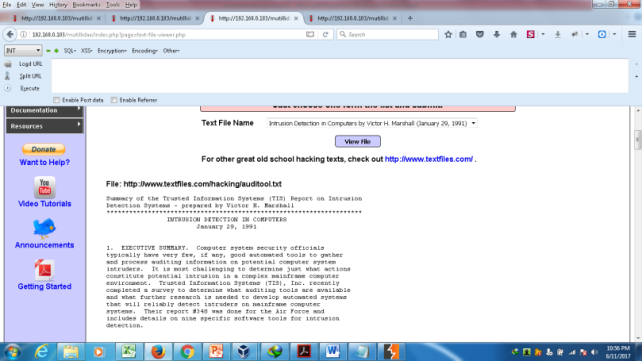 File Edit View History Bookmarks Tools Help
http://192.169.0.103/mutillid... × http://192.169.0.103/mutillid... × http://192.169.0.103/mutillid... × http://192.169.0.103/mutillid... × +
192.169.0.103/mutillidae/index.php?page=text-file-viewer.php
Search
INT SQL- XSS- Encryption- Encoding- Other-
Load URL
Split URL
Execute
Enable Post data Enable Referrer
Documentation
Resources
Text File Name Intrusion Detection in Computers by Victor H. Marshall (January 29, 1991)
View File
For other great old school hacking texts, check out http://www.textfiles.com/ .
Donate
Want to Help?
You Tube
Video Tutorials
Announcements
Getting Started
File: http://www.textfiles.com/hacking/auditool.txt
Summary of the Trusted Information Systems (TIS) Report on Intrusion
Detection Systems - prepared by Victor H. Marshall
INTRUSION DETECTION IN COMPUTERS
January 29, 1991
1. EXECUTIVE SUMMARY. Computer system security officials
typically have very few, if any, good automated tools to gather
and process auditing information on potential computer system
intruders. It is most challenging to determine just what actions
constitute potential intrusion in a complex mainframe computer
environment. Trusted Information Systems (TIS), Inc. recently
completed a survey to determine what auditing tools are available
and what further research is needed to develop automated systems
that will reliably detect intruders on mainframe computer
systems. Their report #348 was done for the Air Force and
includes details on nine specific software tools for intrusion
detection.
10:56 PM
6/11/2017